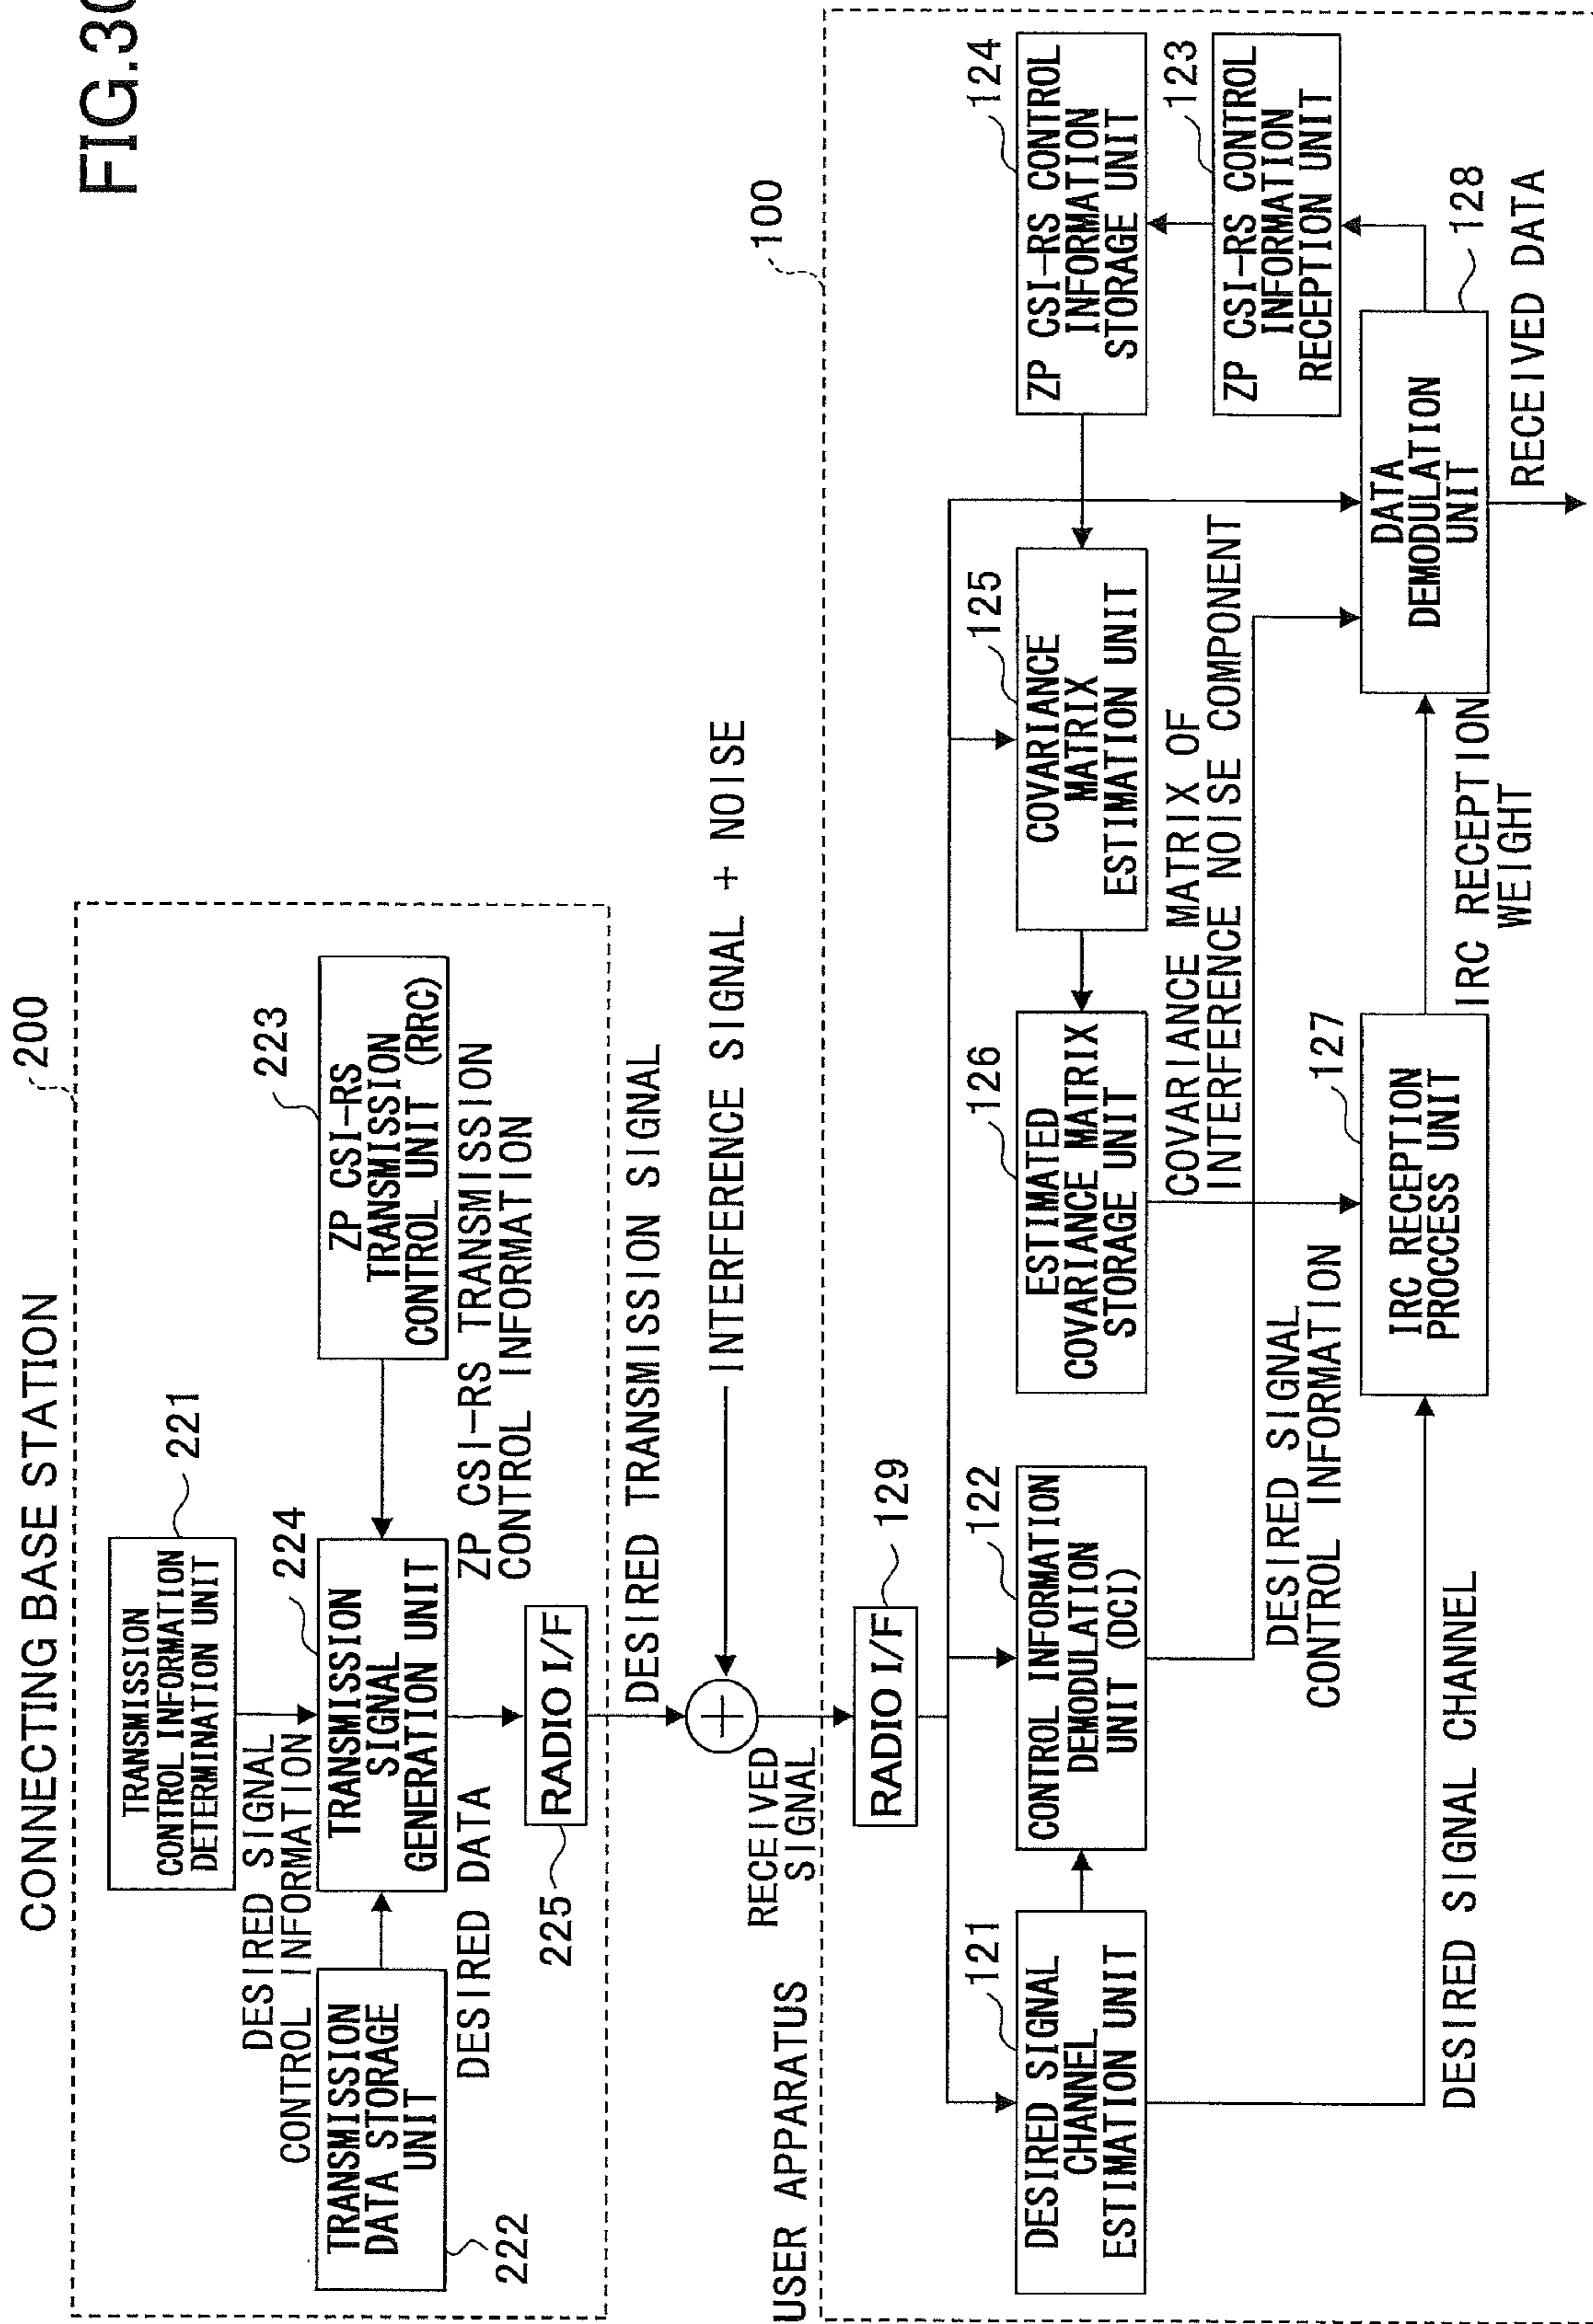 FIG.30
CONNECTING BASE STATION
200
TRANSMISSION
CONTROL INFORMATION
DETERMINATION UNIT
221
DESIRED SIGNAL
CONTROL INFORMATION
TRANSMISSION
DATA STORAGE
UNIT
222
DESIRED DATA
TRANSMISSION
SIGNAL
GENERATION UNIT
224
ZP CSI-RS
TRANSMISSION
CONTROL UNIT (RRC)
223
ZP CSI-RS TRANSMISSION
CONTROL INFORMATION
RADIO I/F
225
DESIRED TRANSMISSION SIGNAL
INTERFERENCE SIGNAL + NOISE
+
RECEIVED
SIGNAL
USER APPARATUS
100
RADIO I/F
129
DESIRED SIGNAL
CHANNEL
ESTIMATION UNIT
121
CONTROL INFORMATION
DEMODULATION
UNIT (DCI)
122
ESTIMATED
COVARIANCE MATRIX
STORAGE UNIT
126
COVARIANCE
MATRIX
ESTIMATION UNIT
125
ZP CSI-RS CONTROL
INFORMATION
STORAGE UNIT
124
COVARIANCE MATRIX OF
INTERFERENCE NOISE COMPONENT
ZP CSI-RS CONTROL
INFORMATION
RECEPTION UNIT
123
DESIRED SIGNAL
CONTROL INFORMATION
IRC RECEPTION
PROCCESS UNIT
127
DATA
DEMODULATION
UNIT
128
DESIRED SIGNAL CHANNEL
IRC RECEPTION
WEIGHT
RECEIVED DATA